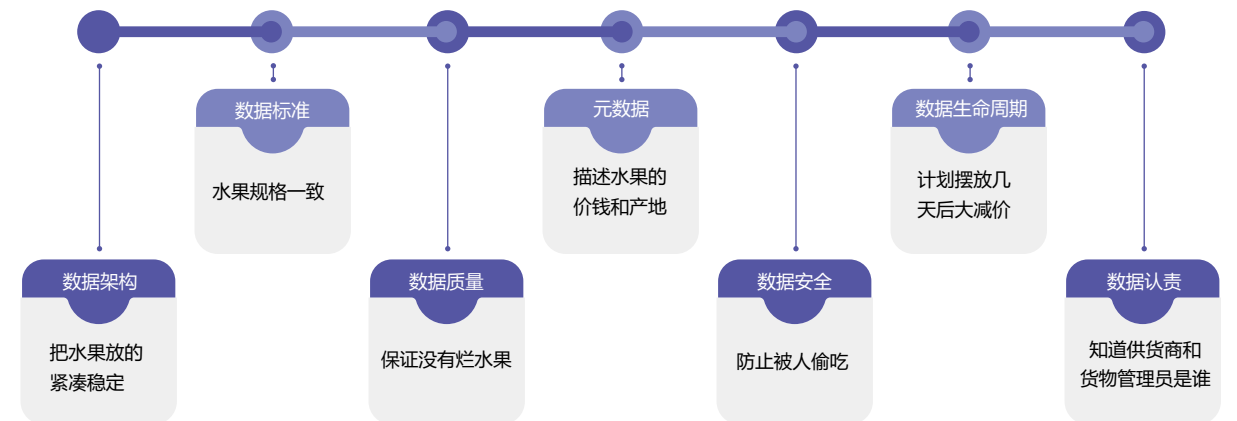 数据架构
把水果放的
紧凑稳定
数据标准
水果规格一致
数据质量
保证没有烂水果
元数据
描述水果的
价钱和产地
数据安全
防止被人偷吃
数据生命周期
计划摆放几
天后大减价
数据认责
知道供货商和
货物管理员是谁